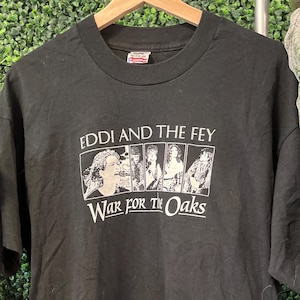 EDDI AND THE FEY
WAR FOR THE OAKS